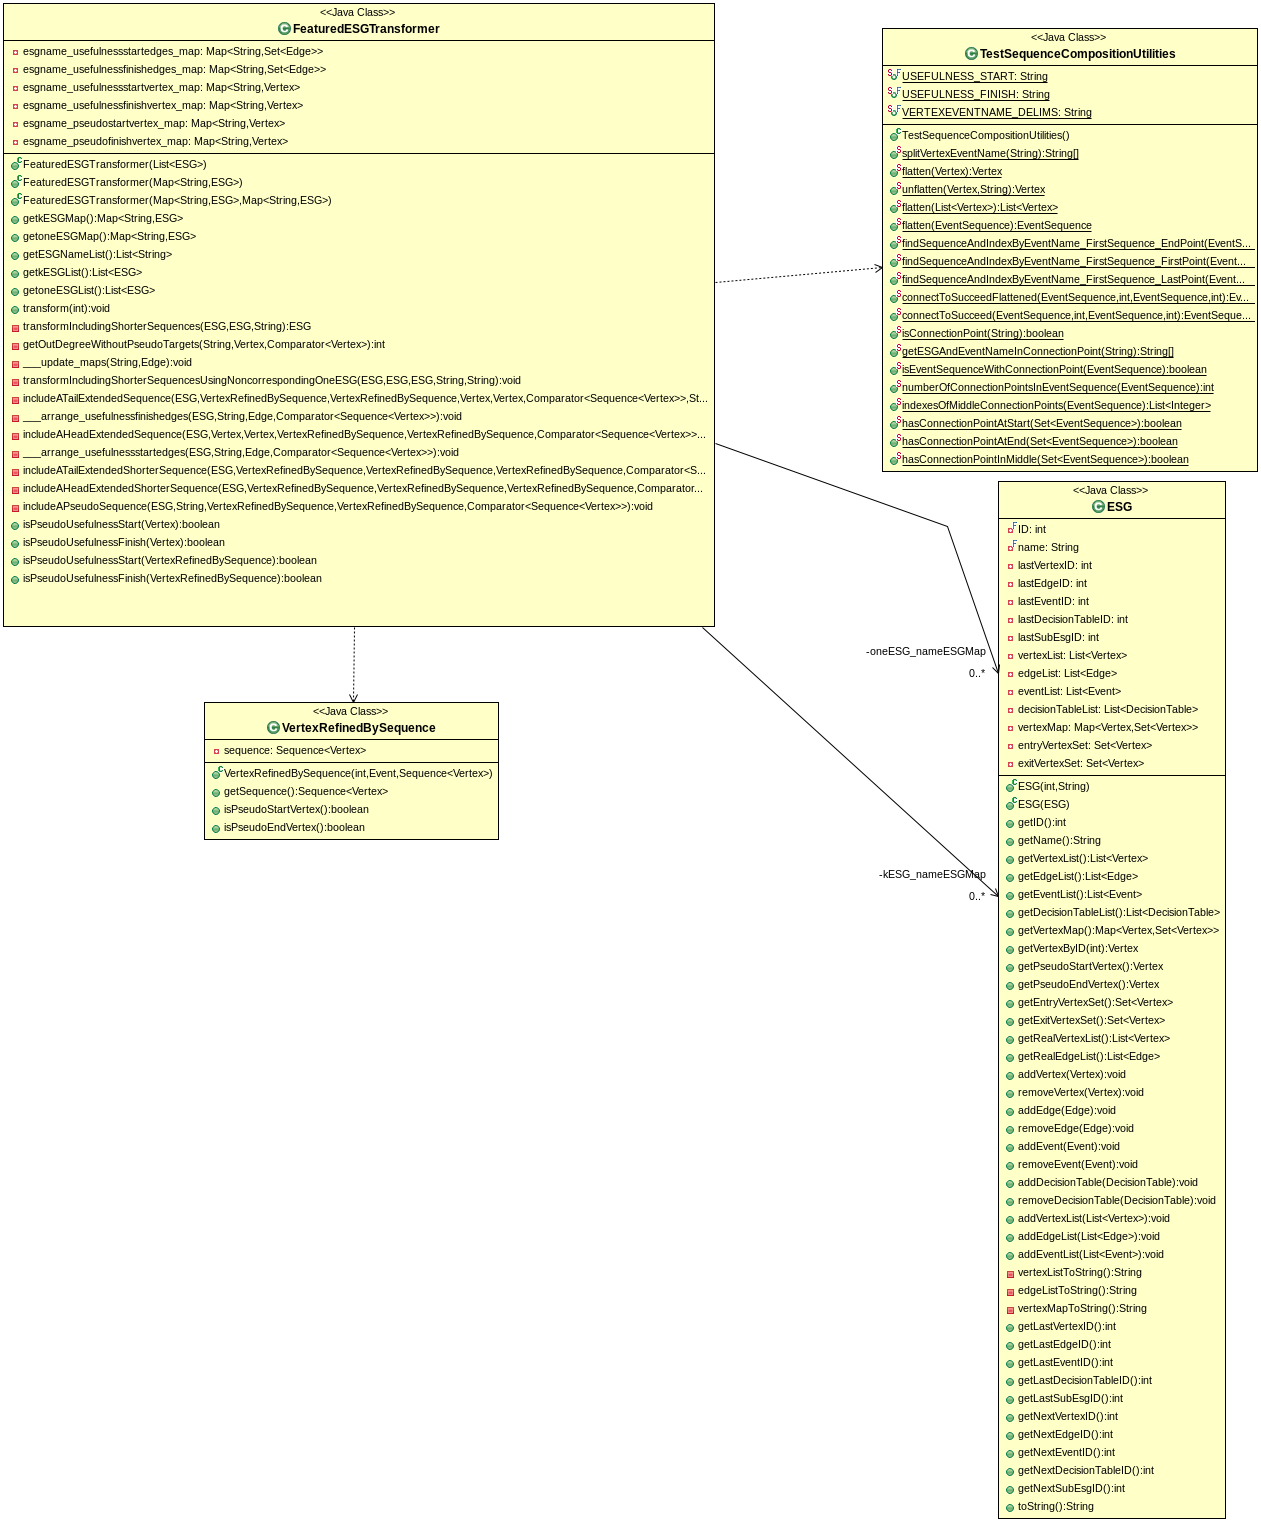 <<Java Class>>
FeaturedESGTransformer
esgname_usefulnessstartedges_map: Map<String,Set<Edge>>
esgname_usefulnessfinishedges_map: Map<String,Set<Edge>>
esgname_usefulnessstartvertex_map: Map<String,Vertex>
esgname_usefulnessfinishvertex_map: Map<String,Vertex>
esgname_pseudostartvertex_map: Map<String,Vertex>
esgname_pseudofinishvertex_map: Map<String,Vertex>
FeaturedESGTransformer(List<ESG>)
FeaturedESGTransformer(Map<String,ESG>)
FeaturedESGTransformer(Map<String,ESG>,Map<String,ESG>)
getkESGMap():Map<String,ESG>
getoneESGMap():Map<String,ESG>
getESGNameList():List<String>
getkESGList():List<ESG>
getoneESGList():List<ESG>
transform(int):void
transformIncludingShorterSequences(ESG,ESG,String):ESG
getOutDegreeWithoutPseudoTargets(String,Vertex,Comparator<Vertex>):int
___update_maps(String,Edge):void
transformIncludingShorterSequencesUsingNoncorrespondingOneESG(ESG,ESG,ESG,String,String):void
includeATailExtendedSequence(ESG,VertexRefinedBySequence,VertexRefinedBySequence,Vertex,Vertex,Comparator<Sequence<Vertex>>,St...
___arrange_usefulnessfinishedges(ESG,String,Edge,Comparator<Sequence<Vertex>>):void
includeAHeadExtendedSequence(ESG,Vertex,Vertex,VertexRefinedBySequence,VertexRefinedBySequence,Comparator<Sequence<Vertex>>...
___arrange_usefulnessstartedges(ESG,String,Edge,Comparator<Sequence<Vertex>>):void
includeATailExtendedShorterSequence(ESG,VertexRefinedBySequence,VertexRefinedBySequence,VertexRefinedBySequence,Comparator<S...
includeAHeadExtendedShorterSequence(ESG,VertexRefinedBySequence,VertexRefinedBySequence,VertexRefinedBySequence,Comparator...
includeAPseudoSequence(ESG,String,VertexRefinedBySequence,VertexRefinedBySequence,Comparator<Sequence<Vertex>>):void
isPseudoUsefulnessStart(Vertex):boolean
isPseudoUsefulnessFinish(Vertex):boolean
isPseudoUsefulnessStart(VertexRefinedBySequence):boolean
isPseudoUsefulnessFinish(VertexRefinedBySequence):boolean
<<Java Class>>
TestSequenceCompositionUtilities
USEFULNESS_START: String
USEFULNESS_FINISH: String
VERTEXEVENTNAME_DELIMS: String
TestSequenceCompositionUtilities()
splitVertexEventName(String):String[]
flatten(Vertex):Vertex
unflatten(Vertex,String):Vertex
flatten(List<Vertex>):List<Vertex>
flatten(EventSequence):EventSequence
findSequenceAndIndexByEventName_FirstSequence_EndPoint(EventS...
findSequenceAndIndexByEventName_FirstSequence_FirstPoint(Event...
findSequenceAndIndexByEventName_FirstSequence_LastPoint(Event...
connectToSucceedFlattened(EventSequence,int,EventSequence,int):Ev...
connectToSucceed(EventSequence,int,EventSequence,int):EventSeque...
isConnectionPoint(String):boolean
getESGAndEventNameInConnectionPoint(String):String[]
isEventSequenceWithConnectionPoint(EventSequence):boolean
numberOfConnectionPointsInEventSequence(EventSequence):int
indexesOfMiddleConnectionPoints(EventSequence):List<Integer>
hasConnectionPointAtStart(Set<EventSequence>):boolean
hasConnectionPointAtEnd(Set<EventSequence>):boolean
hasConnectionPointInMiddle(Set<EventSequence>):boolean
<<Java Class>>
VertexRefinedBySequence
sequence: Sequence<Vertex>
VertexRefinedBySequence(int,Event,Sequence<Vertex>)
getSequence():Sequence<Vertex>
isPseudoStartVertex():boolean
isPseudoEndVertex():boolean
-oneESG_nameESGMap
0..*
-kESG_nameESGMap
0..*
<<Java Class>>
ESG
ID: int
name: String
lastVertexID: int
lastEdgeID: int
lastEventID: int
lastDecisionTableID: int
lastSubEsgID: int
vertexList: List<Vertex>
edgeList: List<Edge>
eventList: List<Event>
decisionTableList: List<DecisionTable>
vertexMap: Map<Vertex,Set<Vertex>>
entryVertexSet: Set<Vertex>
exitVertexSet: Set<Vertex>
ESG(int,String)
ESG(ESG)
getID():int
getName():String
getVertexList():List<Vertex>
getEdgeList():List<Edge>
getEventList():List<Event>
getDecisionTableList():List<DecisionTable>
getVertexMap():Map<Vertex,Set<Vertex>>
getVertexByID(int):Vertex
getPseudoStartVertex():Vertex
getPseudoEndVertex():Vertex
getEntryVertexSet():Set<Vertex>
getExitVertexSet():Set<Vertex>
getRealVertexList():List<Vertex>
getRealEdgeList():List<Edge>
addVertex(Vertex):void
removeVertex(Vertex):void
addEdge(Edge):void
removeEdge(Edge):void
addEvent(Event):void
removeEvent(Event):void
addDecisionTable(DecisionTable):void
removeDecisionTable(DecisionTable):void
addVertexList(List<Vertex>):void
addEdgeList(List<Edge>):void
addEventList(List<Event>):void
vertexListToString():String
edgeListToString():String
vertexMapToString():String
getLastVertexID():int
getLastEdgeID():int
getLastEventID():int
getLastDecisionTableID():int
getLastSubEsgID():int
getNextVertexID():int
getNextEdgeID():int
getNextEventID():int
getNextDecisionTableID():int
getNextSubEsgID():int
toString():String